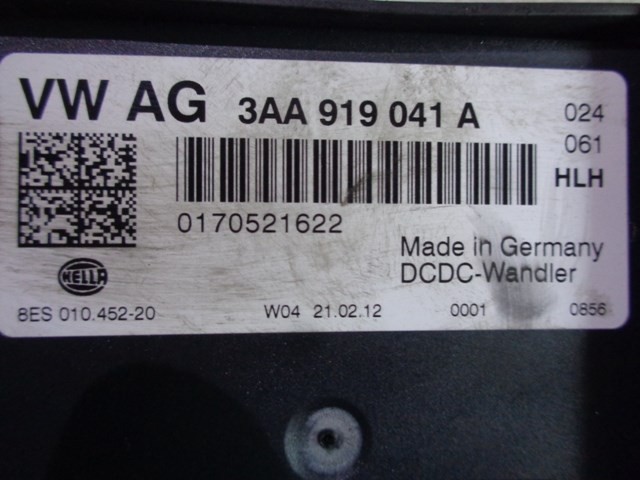 VW AG 3AA 919 041 A 024
061
HLH
0170521622
Made in Germany
DCDC-Wandler
HELLA
8ES 010.452-20 W04 21.02.12 0001 0856